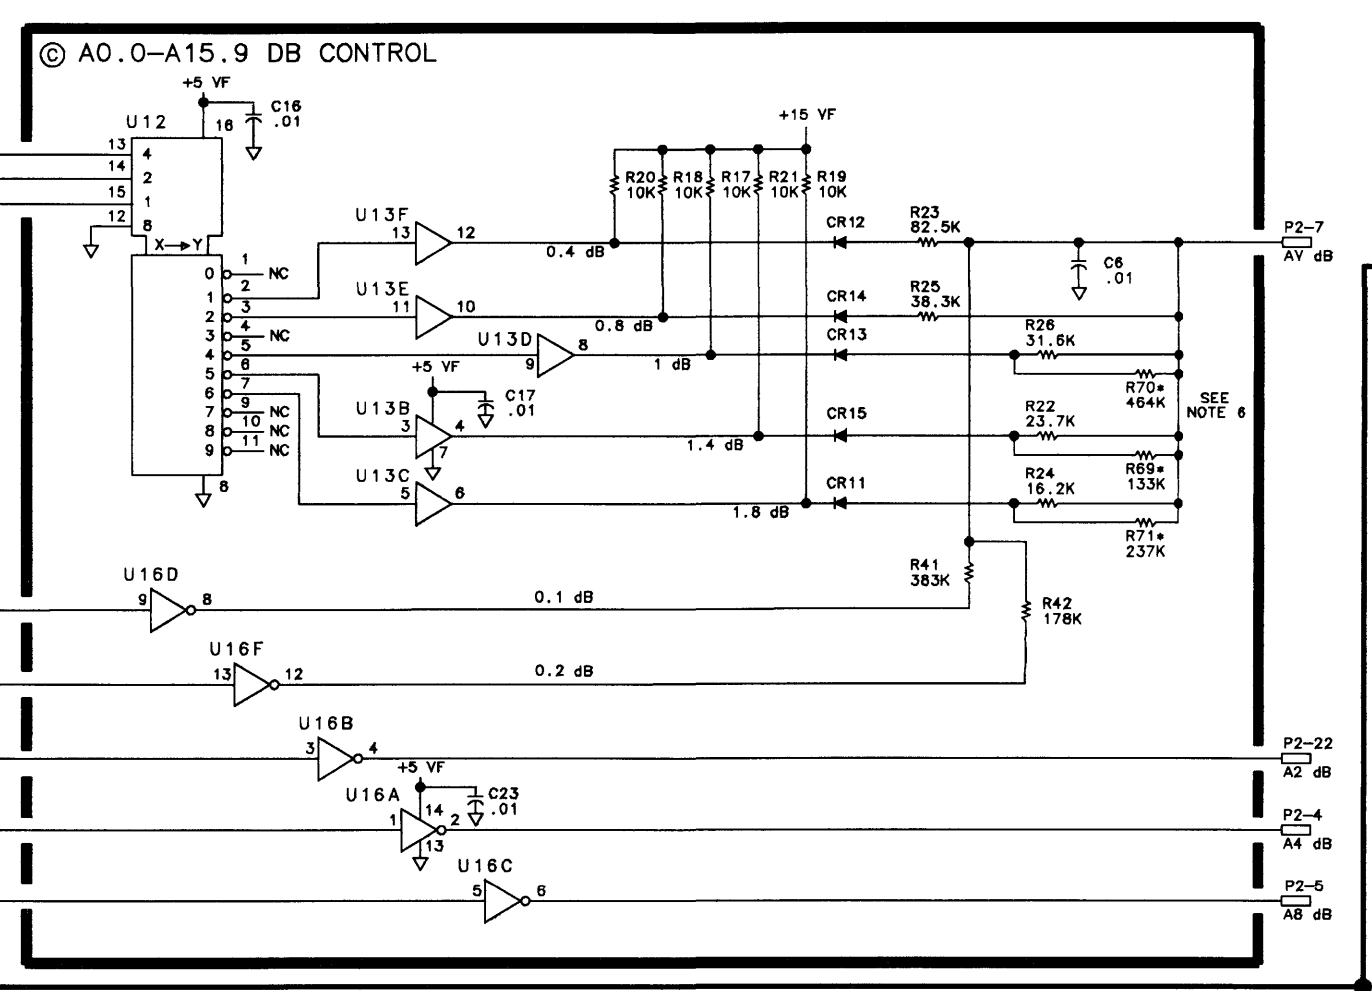 © A0.0—A15.9 DB CONTROL
+5 VF
C16
.01
U12
16
13
4
14
2
15
1
12
8
X→Y
0
1
NC
1
2
2
3
3
4
NC
4
5
5
6
6
7
7
9
NC
8
10
NC
9
11
NC
8
+15 VF
R20
10K
R18
10K
R17
10K
R21
10K
R19
10K
U13F
13
12
0.4 dB
CR12
R23
82.5K
C6
.01
P2-7
AV dB
U13E
11
10
0.8 dB
CR14
R25
38.3K
U13D
9
8
1 dB
CR13
R26
31.6K
R70*
464K
SEE
NOTE 6
+5 VF
C17
.01
U13B
3
4
7
1.4 dB
CR15
R22
23.7K
R69*
133K
U13C
5
6
1.8 dB
CR11
R24
16.2K
R71*
237K
U16D
9
8
0.1 dB
R41
383K
R42
178K
U16F
13
12
0.2 dB
U16B
3
4
P2-22
A2 dB
+5 VF
C23
.01
U16A
1
14
2
13
P2-4
A4 dB
U16C
5
6
P2-5
A8 dB